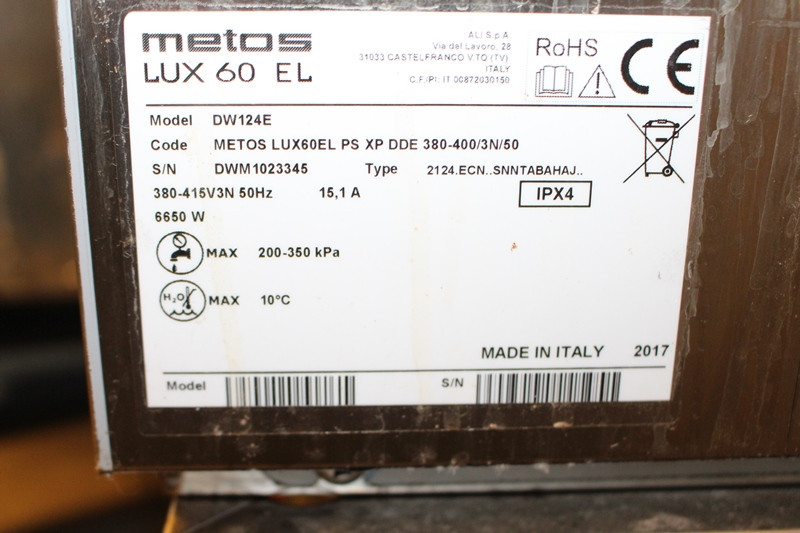 metos
LUX 60 EL
ALI S.p.A.
Via del Lavoro, 28
31033 CASTELFRANCO V.TO (TV)
ITALY
C.F./PI: IT 00872030150
RoHS
CE
Model DW124E
Code METOS LUX60EL PS XP DDE 380-400/3N/50
S/N DWM1023345 Type 2124.ECN..SNNTABAHAJ..
380-415V3N 50Hz 15,1 A
IPX4
6650 W
MAX 200-350 kPa
H2O MAX 10°C
MADE IN ITALY 2017
Model S/N